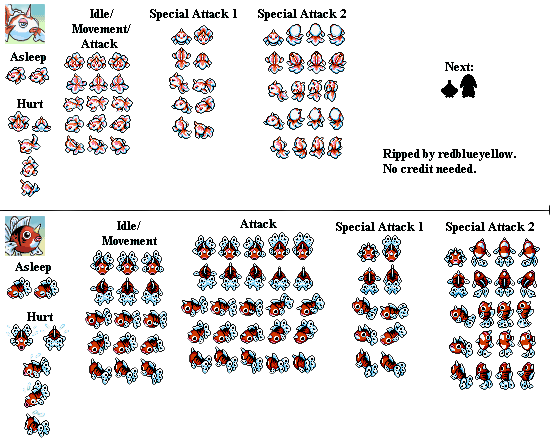 Idle/
Movement/
Attack
Special Attack 1
Special Attack 2
Asleep
Hurt
Next:
Ripped by redblueyellow.
No credit needed.
Idle/
Movement
Attack
Special Attack 1
Special Attack 2
Asleep
Hurt